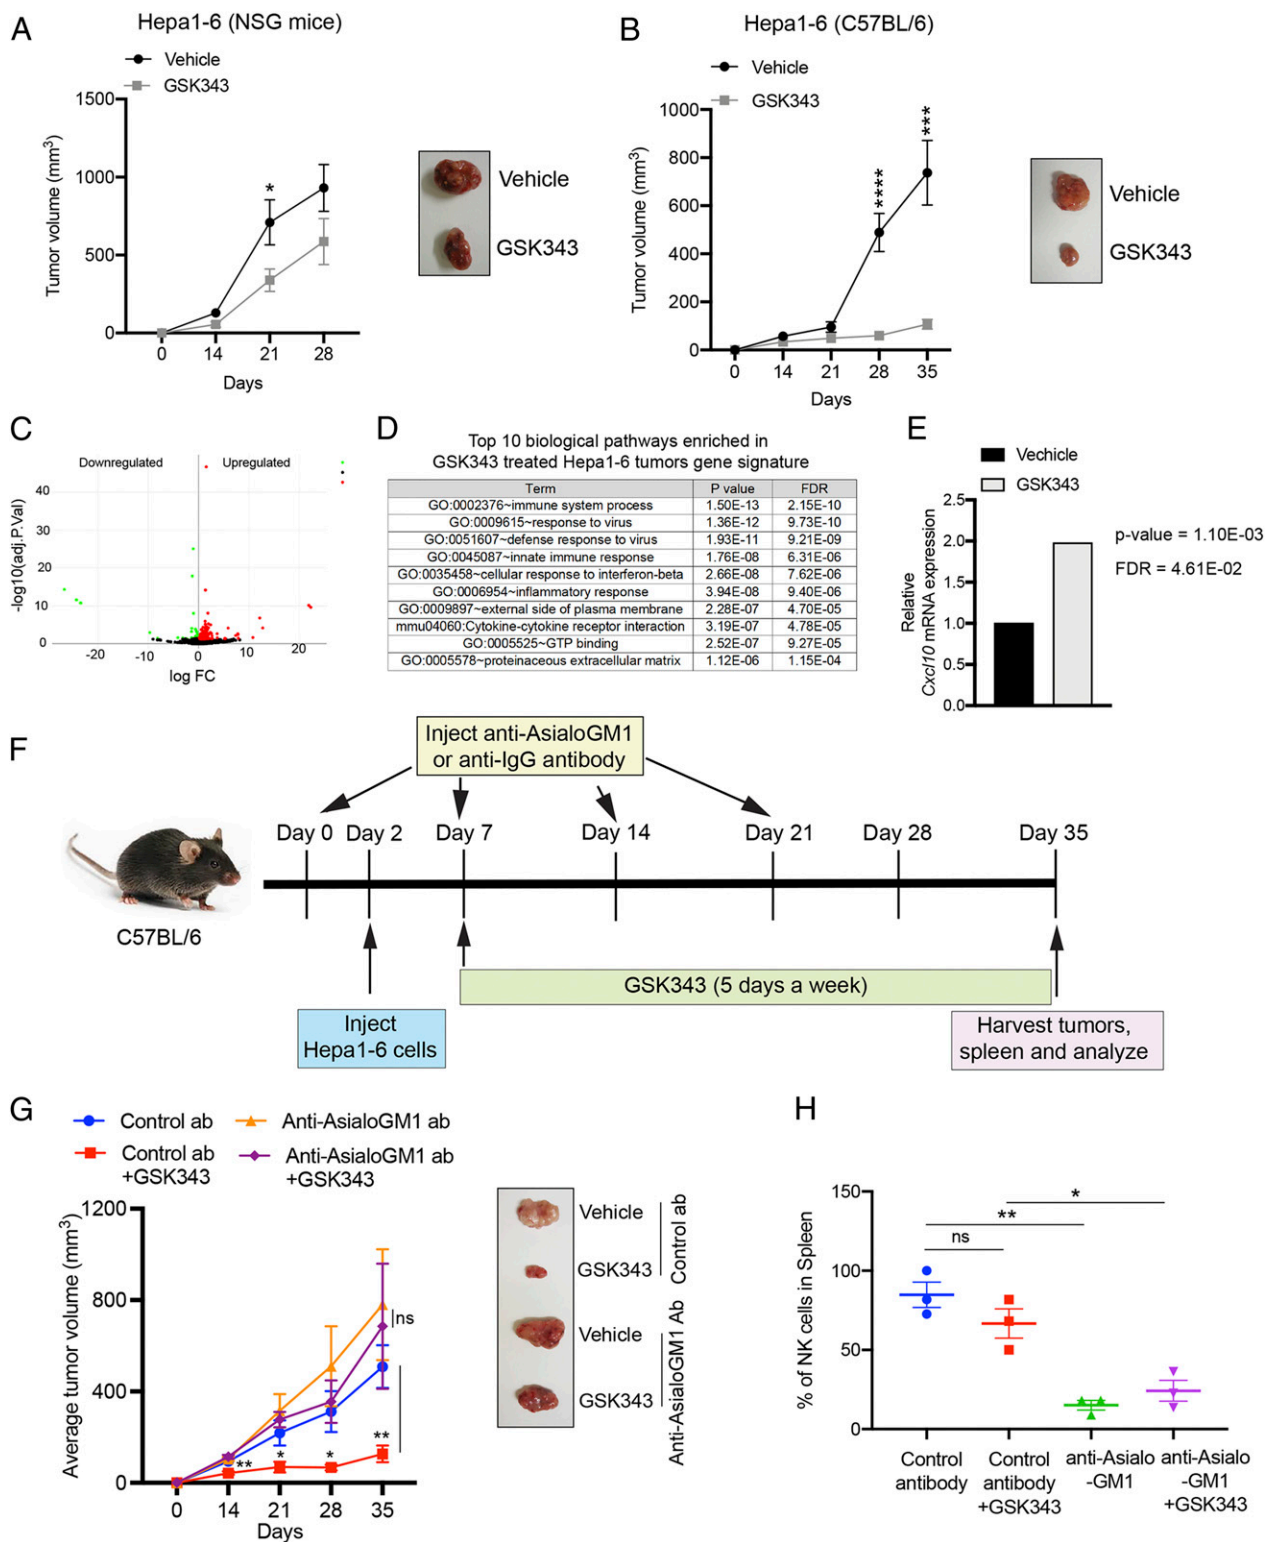 A
Hepa1-6 (NSG mice)
Vehicle
GSK343
Tumor volume (mm3)
1500
1000
500
0
*
0 14 21 28
Days
Vehicle
GSK343
B
Hepa1-6 (C57BL/6)
Vehicle
GSK343
Tumor volume (mm3)
1000
800
600
400
200
0
****
***
0 14 21 28 35
Days
Vehicle
GSK343
C
Downregulated Upregulated
-log10(adj.P.Val)
40
30
20
10
0
-20 -10 0 10 20
log FC
D
Top 10 biological pathways enriched in
GSK343 treated Hepa1-6 tumors gene signature
Term P value FDR
GO:0002376~immune system process 1.50E-13 2.15E-10
GO:0009615~response to virus 1.36E-12 9.73E-10
GO:0051607~defense response to virus 1.93E-11 9.21E-09
GO:0045087~innate immune response 1.76E-08 6.31E-06
GO:0035458~cellular response to interferon-beta 2.66E-08 7.62E-06
GO:0006954~inflammatory response 3.94E-08 9.40E-06
GO:0009897~external side of plasma membrane 2.28E-07 4.70E-05
mmu04060:Cytokine-cytokine receptor interaction 3.19E-07 4.78E-05
GO:0005525~GTP binding 2.52E-07 9.27E-05
GO:0005578~proteinaceous extracellular matrix 1.12E-06 1.15E-04
E
Vechicle
GSK343
Relative
Cxcl10 mRNA expression
2.5
2.0
1.5
1.0
0.5
0.0
p-value = 1.10E-03
FDR = 4.61E-02
F
Inject anti-AsialoGM1
or anti-IgG antibody
Day 0 Day 2 Day 7 Day 14 Day 21 Day 28 Day 35
C57BL/6
GSK343 (5 days a week)
Inject
Hepa1-6 cells
Harvest tumors,
spleen and analyze
G
Control ab
Anti-AsialoGM1 ab
Control ab
+GSK343
Anti-AsialoGM1 ab
+GSK343
Average tumor volume (mm3)
1200
800
400
0
ns
** * * **
0 14 21 28 35
Days
Vehicle
GSK343
Control ab
Vehicle
GSK343
Anti-AsialoGM1 Ab
H
% of NK cells in Spleen
150
100
50
0
*
**
ns
Control
antibody
Control
antibody
+GSK343
anti-Asialo
-GM1
anti-Asialo
-GM1
+GSK343